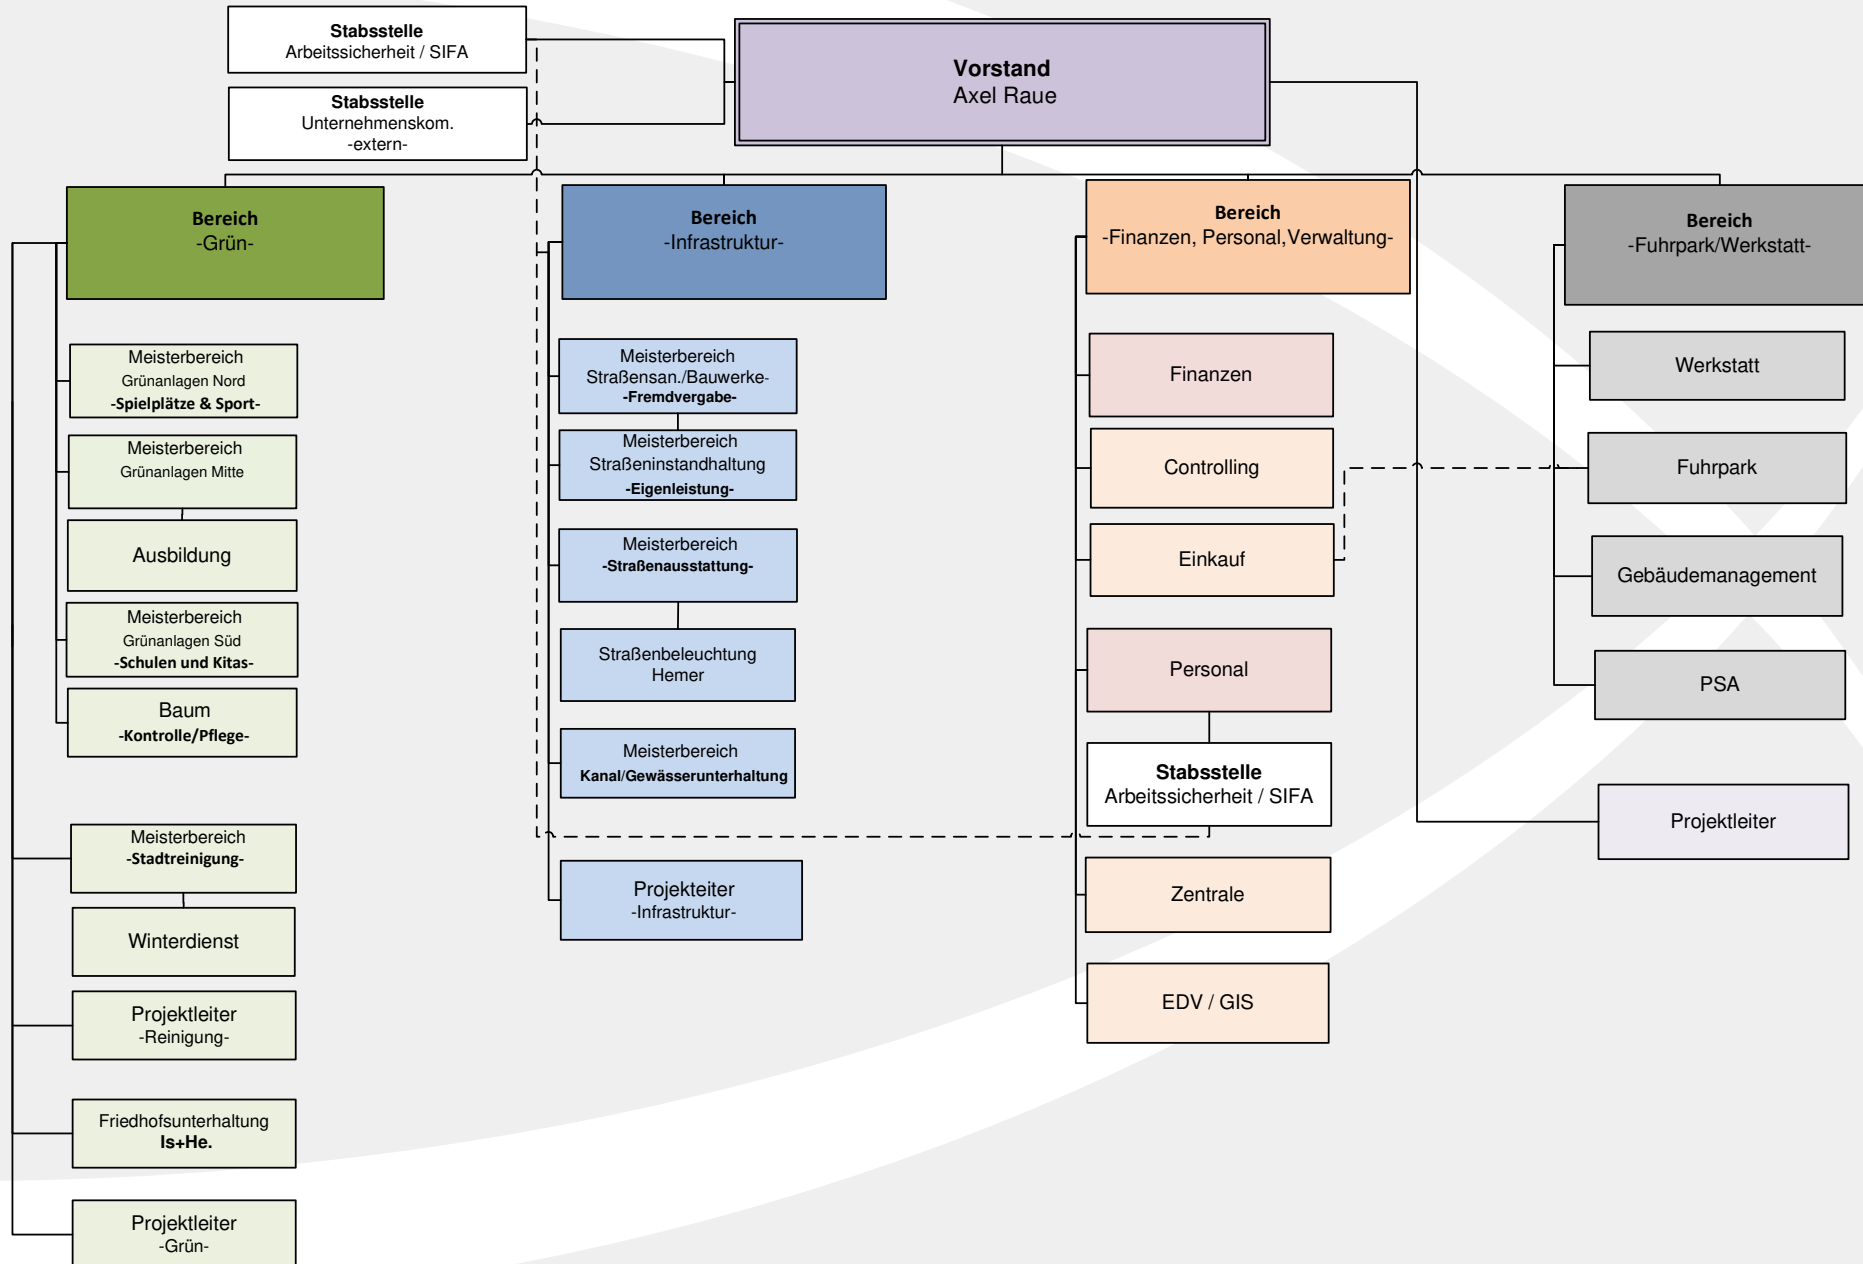 Stabsstelle
Arbeitssicherheit / SIFA
Stabsstelle
Unternehmenskom.
-extern-
Vorstand
Axel Raue
Bereich
-Grün-
Meisterbereich
Grünanlagen Nord
-Spielplätze & Sport-
Meisterbereich
Grünanlagen Mitte
Ausbildung
Meisterbereich
Grünanlagen Süd
-Schulen und Kitas-
Baum
-Kontrolle/Pflege-
Meisterbereich
-Stadtreinigung-
Winterdienst
Projektleiter
-Reinigung-
Friedhofsunterhaltung
Is+He.
Projektleiter
-Grün-
Bereich
-Infrastruktur-
Meisterbereich
Straßensan./Bauwerke-
-Fremdvergabe-
Meisterbereich
Straßeninstandhaltung
-Eigenleistung-
Meisterbereich
-Straßenausstattung-
Straßenbeleuchtung
Hemer
Meisterbereich
Kanal/Gewässerunterhaltung
Projekteiter
-Infrastruktur-
Bereich
-Finanzen, Personal,Verwaltung-
Finanzen
Controlling
Einkauf
Personal
Stabsstelle
Arbeitssicherheit / SIFA
Zentrale
EDV / GIS
Bereich
-Fuhrpark/Werkstatt-
Werkstatt
Fuhrpark
Gebäudemanagement
PSA
Projektleiter